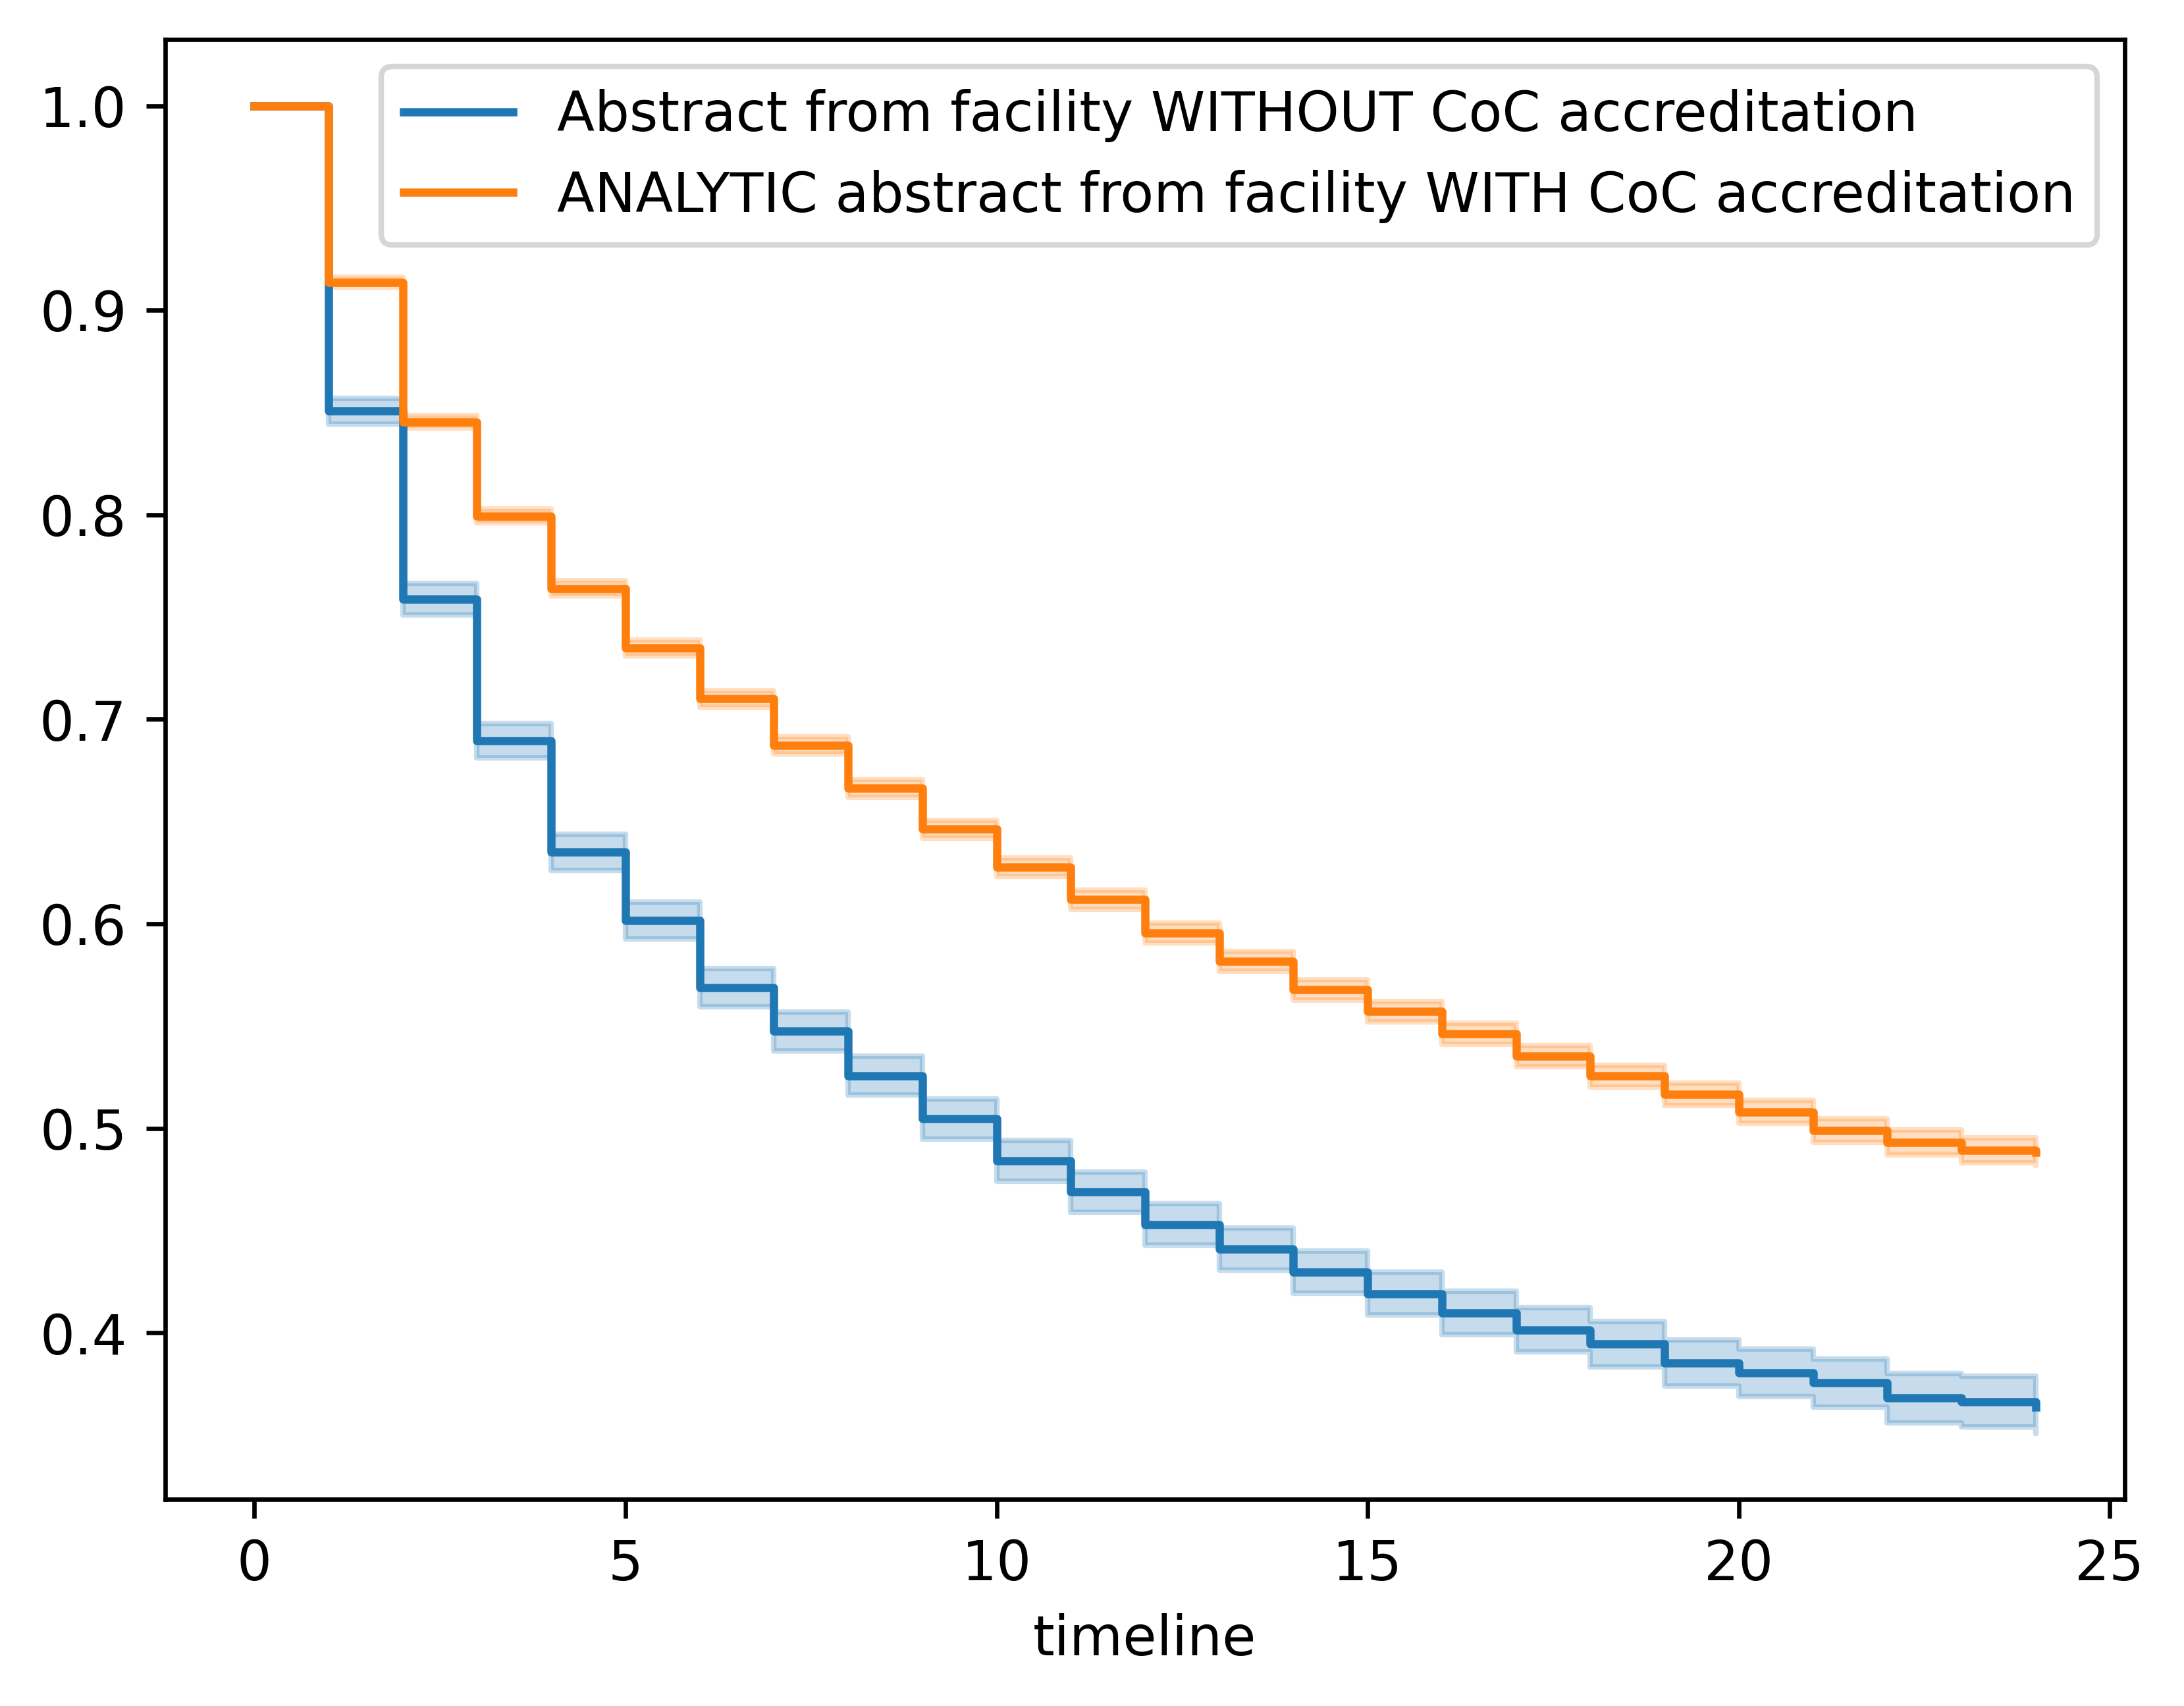 Abstract from facility WITHOUT CoC accreditation
ANALYTIC abstract from facility WITH CoC accreditation
1.0
0.9
0.8
0.7
0.6
0.5
0.4
0 5 10 15 20 25
timeline